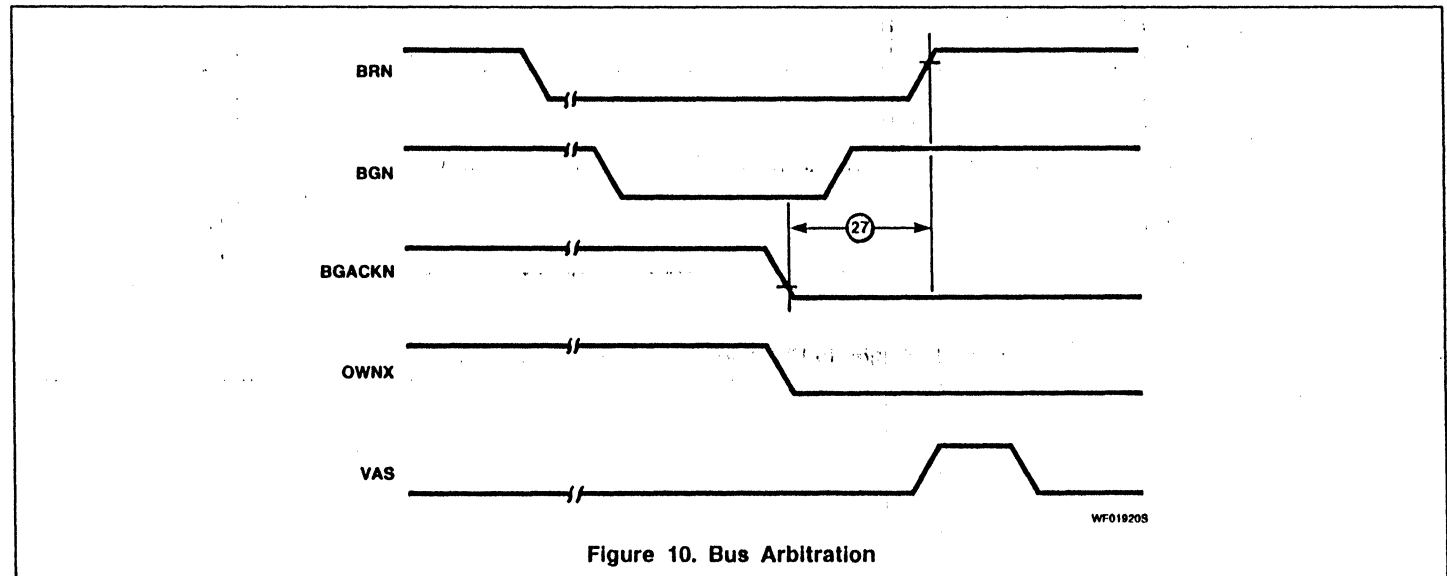 BRN
BGN
27
BGACKN
OWNX
VAS
WF01920S
Figure 10. Bus Arbitration